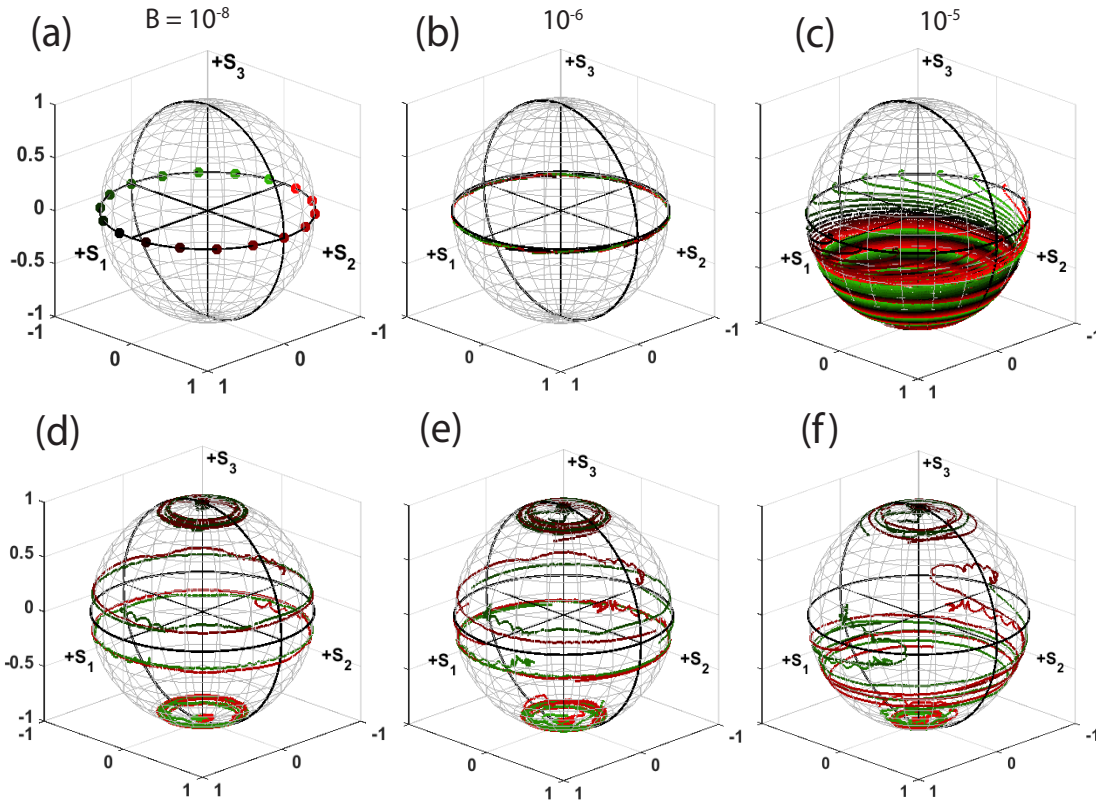 (a) B = 10⁻⁸ (b) 10⁻⁶ (c) 10⁻⁵
+S₃ +S₃ +S₃
1
0.5
0
-0.5
-1
+S₁ +S₂ +S₁ +S₂ +S₁ +S₂
-1 -1 -1 -1
0 0 0 0 0 0
1 1 1 1 1 1
(d) (e) (f)
+S₃ +S₃ +S₃
1
0.5
0
-0.5
-1
+S₁ +S₂ +S₁ +S₂ +S₁ +S₂
-1 -1 -1 -1
0 0 0 0 0 0
1 1 1 1 1 1